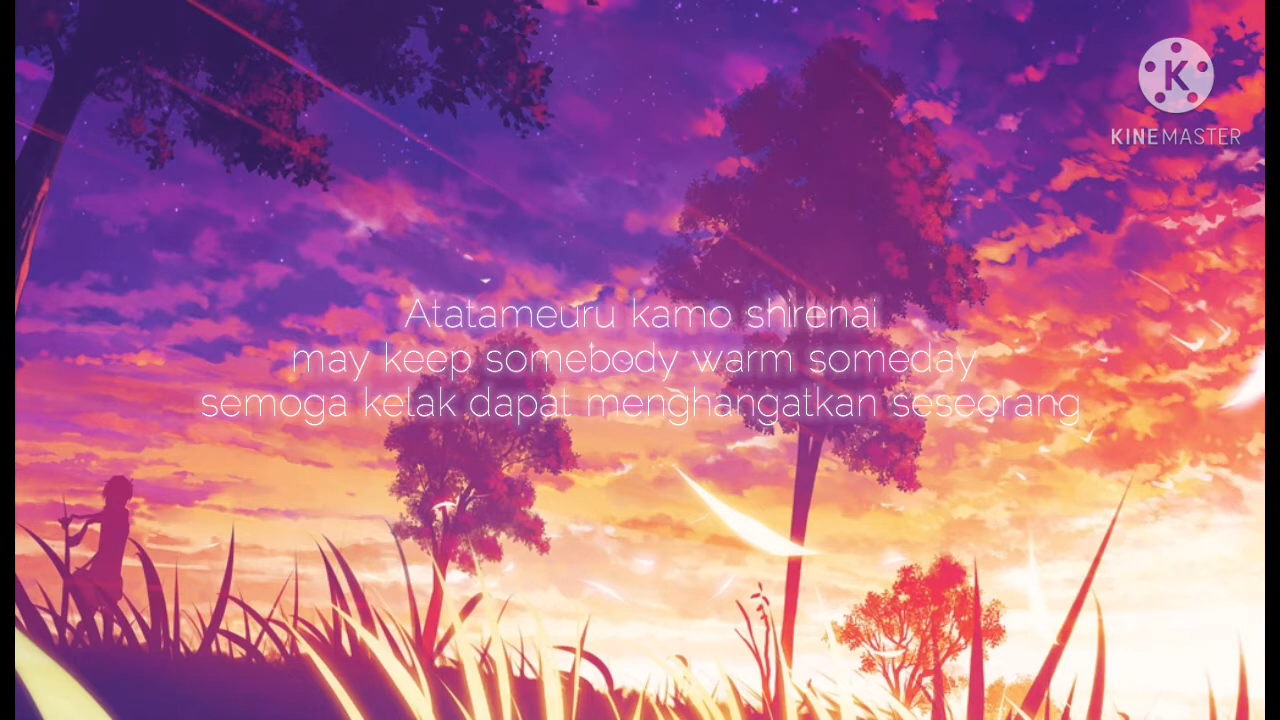 K
KINEMASTER
Atatameuru kamo shirenai
may keep somebody warm someday
semoga kelak dapat menghangatkan seseorang